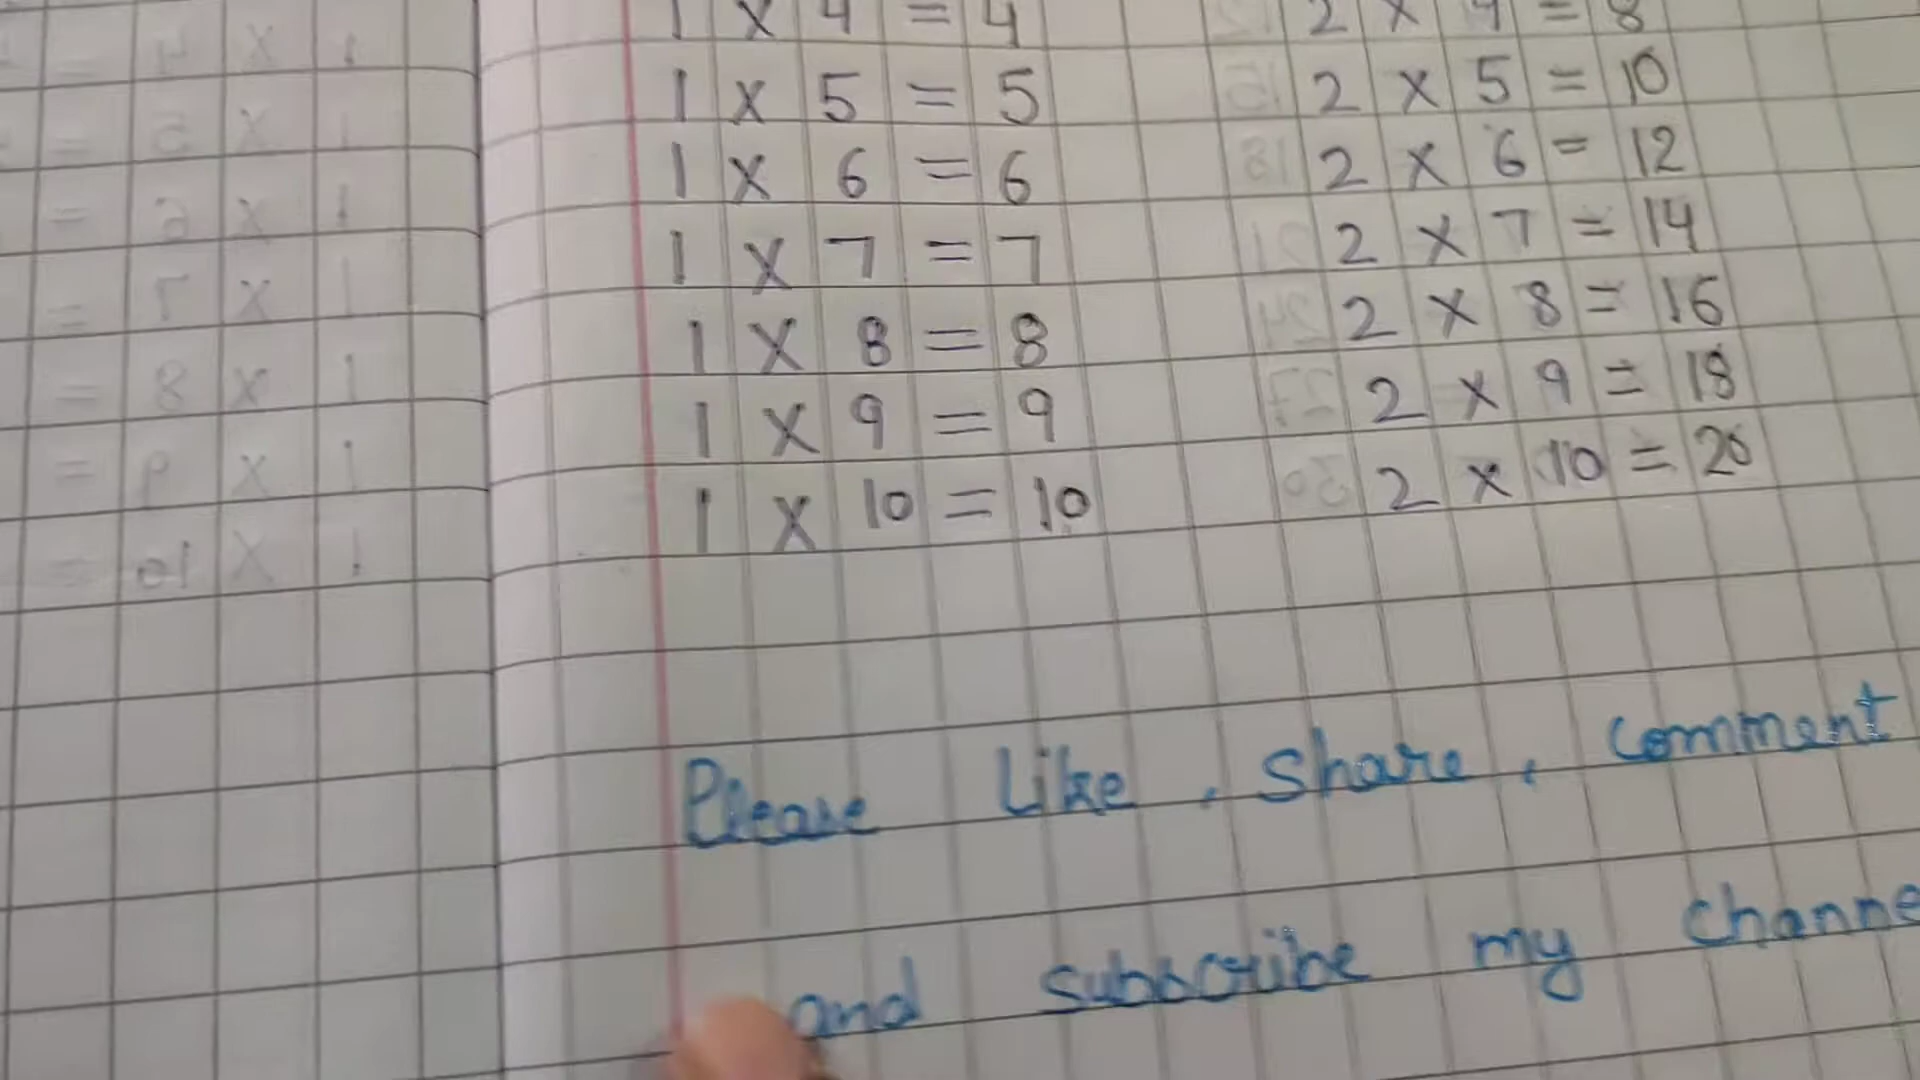 1 X 4 = 4
1 X 5 = 5
1 X 6 = 6
1 X 7 = 7
1 X 8 = 8
1 X 9 = 9
1 X 10 = 10
2 X 4 = 8
2 X 5 = 10
2 X 6 = 12
2 X 7 = 14
2 X 8 = 16
2 X 9 = 18
2 X 10 = 20
Please like, Share, Comment
and subscribe my channe